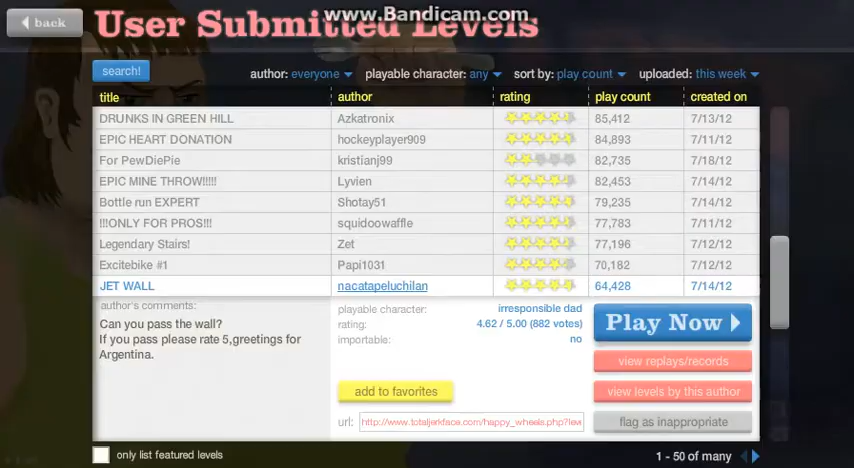 www.Bandicam.com
back
User Submitted Levels
search!
author: everyone playable character: any sort by: play count uploaded: this week
title author rating play count created on
DRUNKS IN GREEN HILL Azkatronix 85,412 7/13/12
EPIC HEART DONATION hockeyplayer909 84,893 7/11/12
For PewDiePie kristianj99 82,735 7/18/12
EPIC MINE THROW!!!!! Lyvien 82,453 7/14/12
Bottle run EXPERT Shotay51 79,235 7/14/12
!!!ONLY FOR PROS!!! squidoowaffle 77,783 7/11/12
Legendary Stairs! Zet 77,196 7/12/12
Excitebike #1 Papi1031 70,182 7/12/12
JET WALL nacatapeluchilan 64,428 7/14/12
author's comments:
Can you pass the wall?
If you pass please rate 5,greetings for
Argentina.
playable character: irresponsible dad
rating: 4.62 / 5.00 (882 votes)
importable: no
add to favorites
url: http://www.totaljerkface.com/happy_wheels.php?lev
Play Now
view replays/records
view levels by this author
flag as inappropriate
only list featured levels
1 - 50 of many